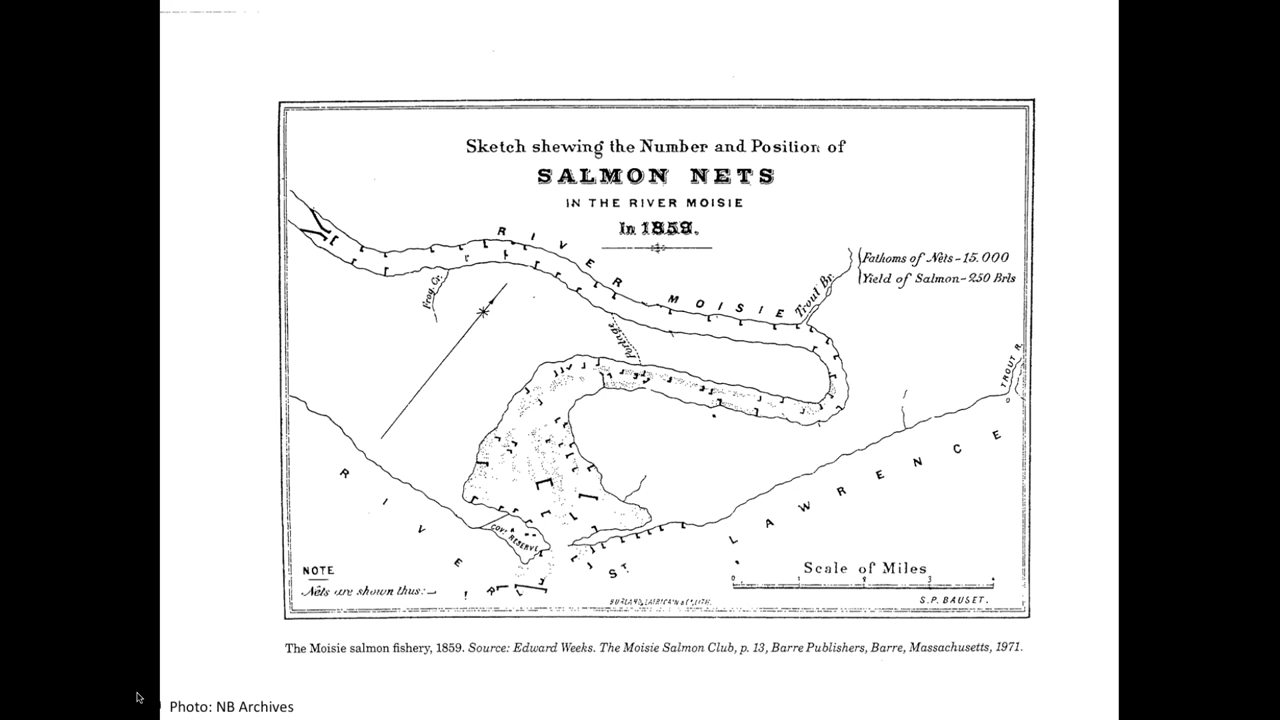 Sketch shewing the Number and Position of
SALMON NETS
IN THE RIVER MOISIE
In 1859.
RIVER MOISIE
Fathoms of Nets - 15.000
Yield of Salmon - 250 Brls
Trout Br.
Frog Cr.
Portage
TROUT R.
RIVER ST. LAWRENCE
GOVT RESERVE
NOTE
Nets are shown thus:
Scale of Miles
0 1 2 3 4
S.P. BAUSET.
The Moisie salmon fishery, 1859. Source: Edward Weeks. The Moisie Salmon Club, p. 13, Barre Publishers, Barre, Massachusetts, 1971.
Photo: NB Archives